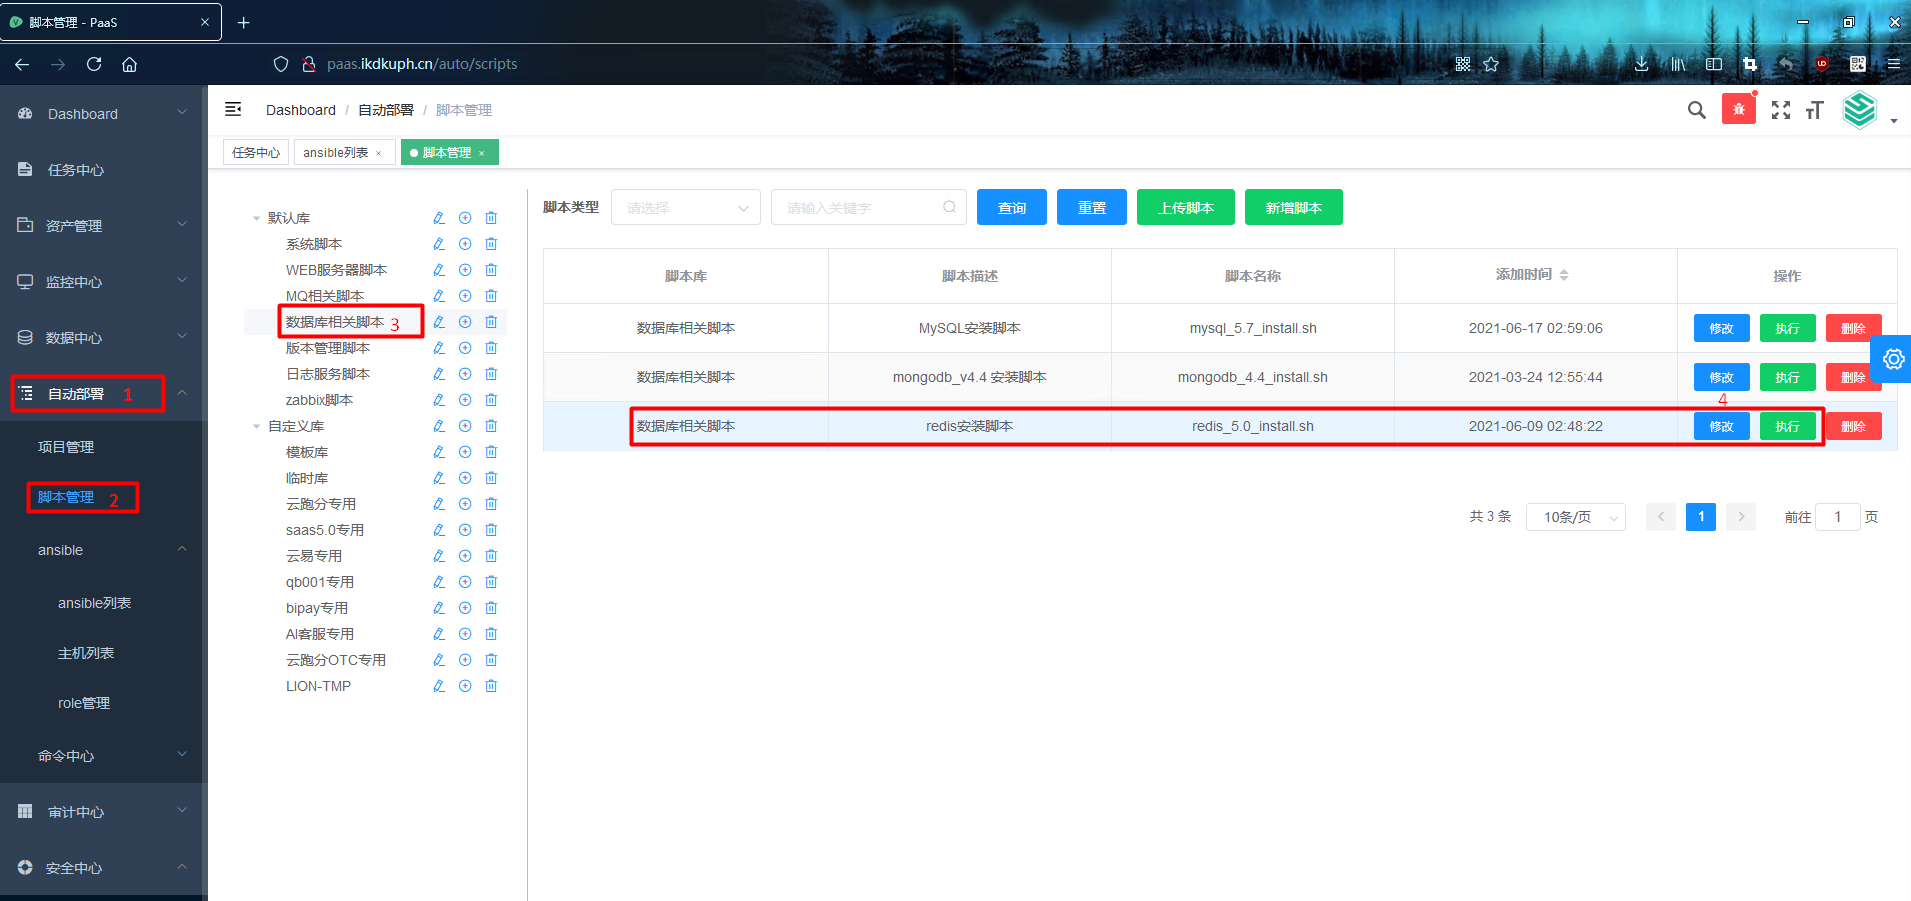 脚本管理 - PaaS
paas.ikdkuph.cn/auto/scripts
Dashboard
任务中心
资产管理
监控中心
数据中心
自动部署 1
项目管理
脚本管理 2
ansible
ansible列表
主机列表
role管理
命令中心
审计中心
安全中心
Dashboard / 自动部署 / 脚本管理
任务中心 ansible列表 × 脚本管理 ×
默认库
系统脚本
WEB服务器脚本
MQ相关脚本
数据库相关脚本 3
版本管理脚本
日志服务脚本
zabbix脚本
自定义库
模板库
临时库
云跑分专用
saas5.0专用
云易专用
qb001专用
bipay专用
AI客服专用
云跑分OTC专用
LION-TMP
脚本类型 请选择 请输入关键字 查询 重置 上传脚本 新增脚本
脚本库 脚本描述 脚本名称 添加时间 操作
数据库相关脚本 MySQL安装脚本 mysql_5.7_install.sh 2021-06-17 02:59:06 修改 执行 删除
数据库相关脚本 mongodb_v4.4 安装脚本 mongodb_4.4_install.sh 2021-03-24 12:55:44 修改 执行 删除
4
数据库相关脚本 redis安装脚本 redis_5.0_install.sh 2021-06-09 02:48:22 修改 执行 删除
共 3 条 10条/页 1 前往 1 页